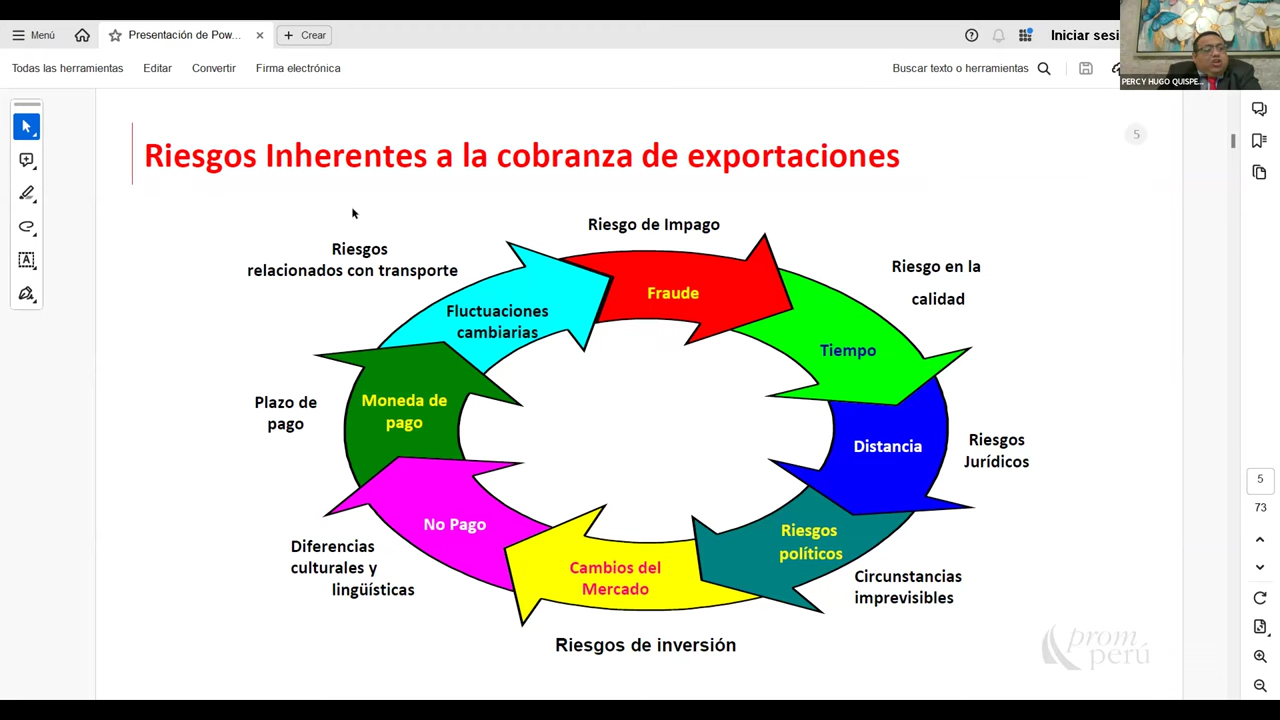 Menú
Presentación de Pow...
Crear
Iniciar sesi
Todas las herramientas
Editar
Convertir
Firma electrónica
Buscar texto o herramientas
PERCY HUGO QUISPE...
5
Riesgos Inherentes a la cobranza de exportaciones
Riesgo de Impago
Riesgos
relacionados con transporte
Riesgo en la
calidad
Fraude
Fluctuaciones
cambiarias
Tiempo
Plazo de
pago
Moneda de
pago
Distancia
Riesgos
Jurídicos
No Pago
Riesgos
políticos
Diferencias
culturales y
lingüísticas
Cambios del
Mercado
Circunstancias
imprevisibles
Riesgos de inversión
prom
perú
5
73